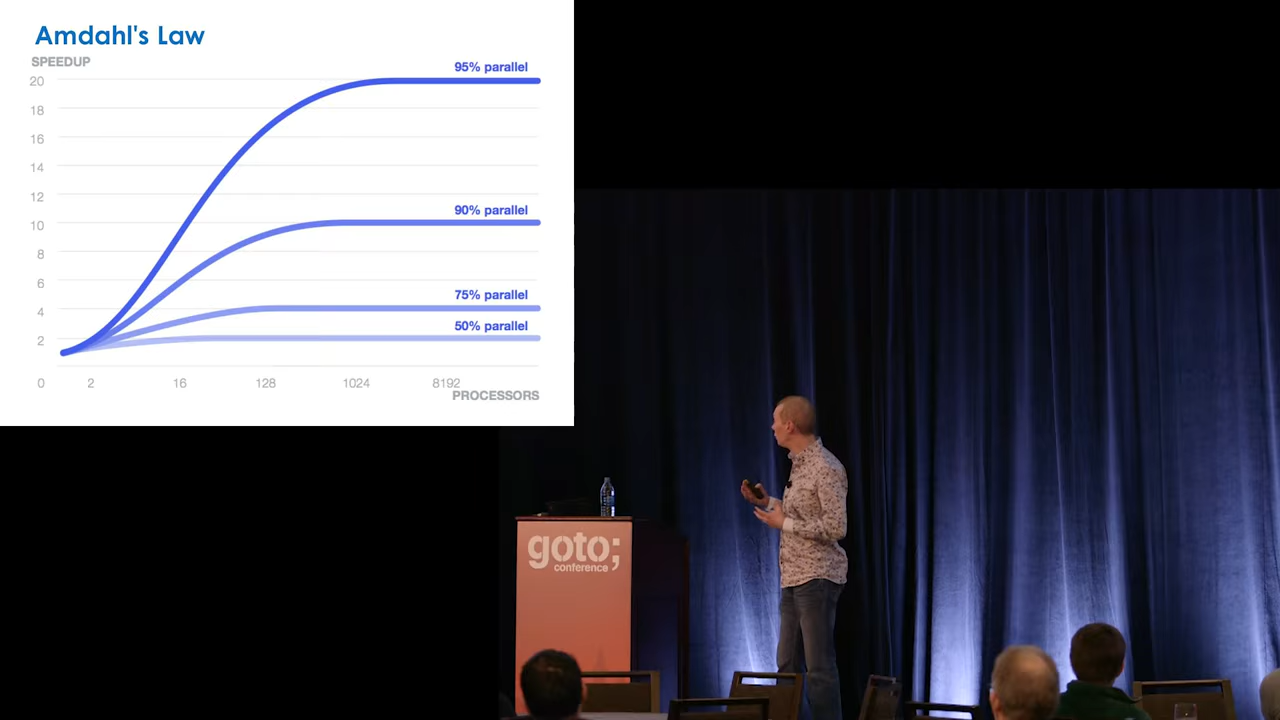 Amdahl's Law
SPEEDUP
95% parallel
20
18
16
14
12
90% parallel
10
8
6
75% parallel
4
50% parallel
2
0 2 16 128 1024 8192
PROCESSORS
goto;
conference